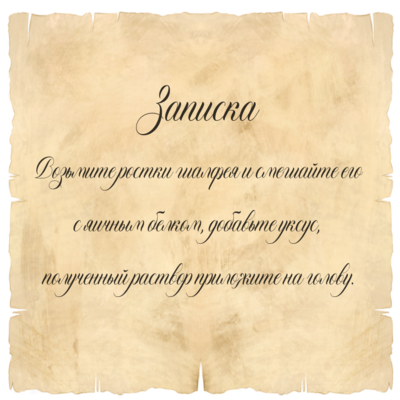 Записка
Возьмите ростки шалфея и смешайте его
с яичным белком, добавьте уксус,
полученный раствор приложите на голову.